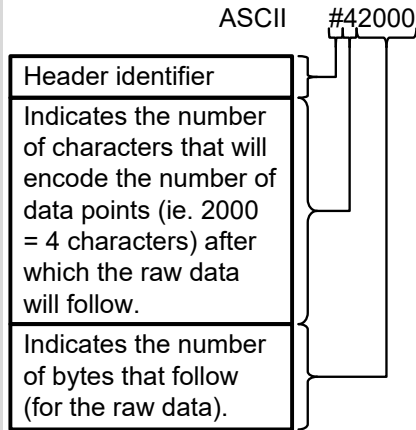 ASCII #42000
Header identifier
Indicates the number
of characters that will
encode the number of
data points (ie. 2000
= 4 characters) after
which the raw data
will follow.
Indicates the number
of bytes that follow
(for the raw data).